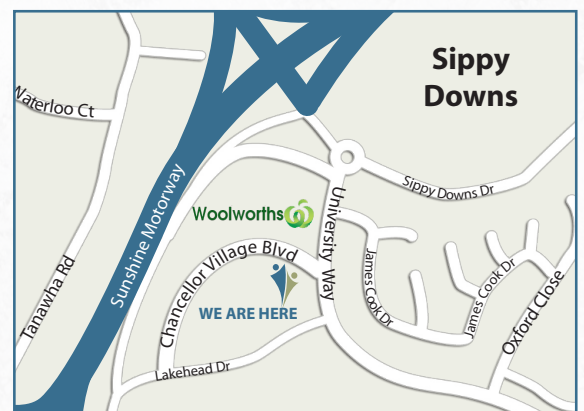 Sippy
Downs
Waterloo Ct
Sunshine Motorway
Sippy Downs Dr
Woolworths
University Way
Tanawha Rd
Chancellor Village Blvd
James Cook Dr
James Cook Dr
Oxford Close
WE ARE HERE
Lakehead Dr